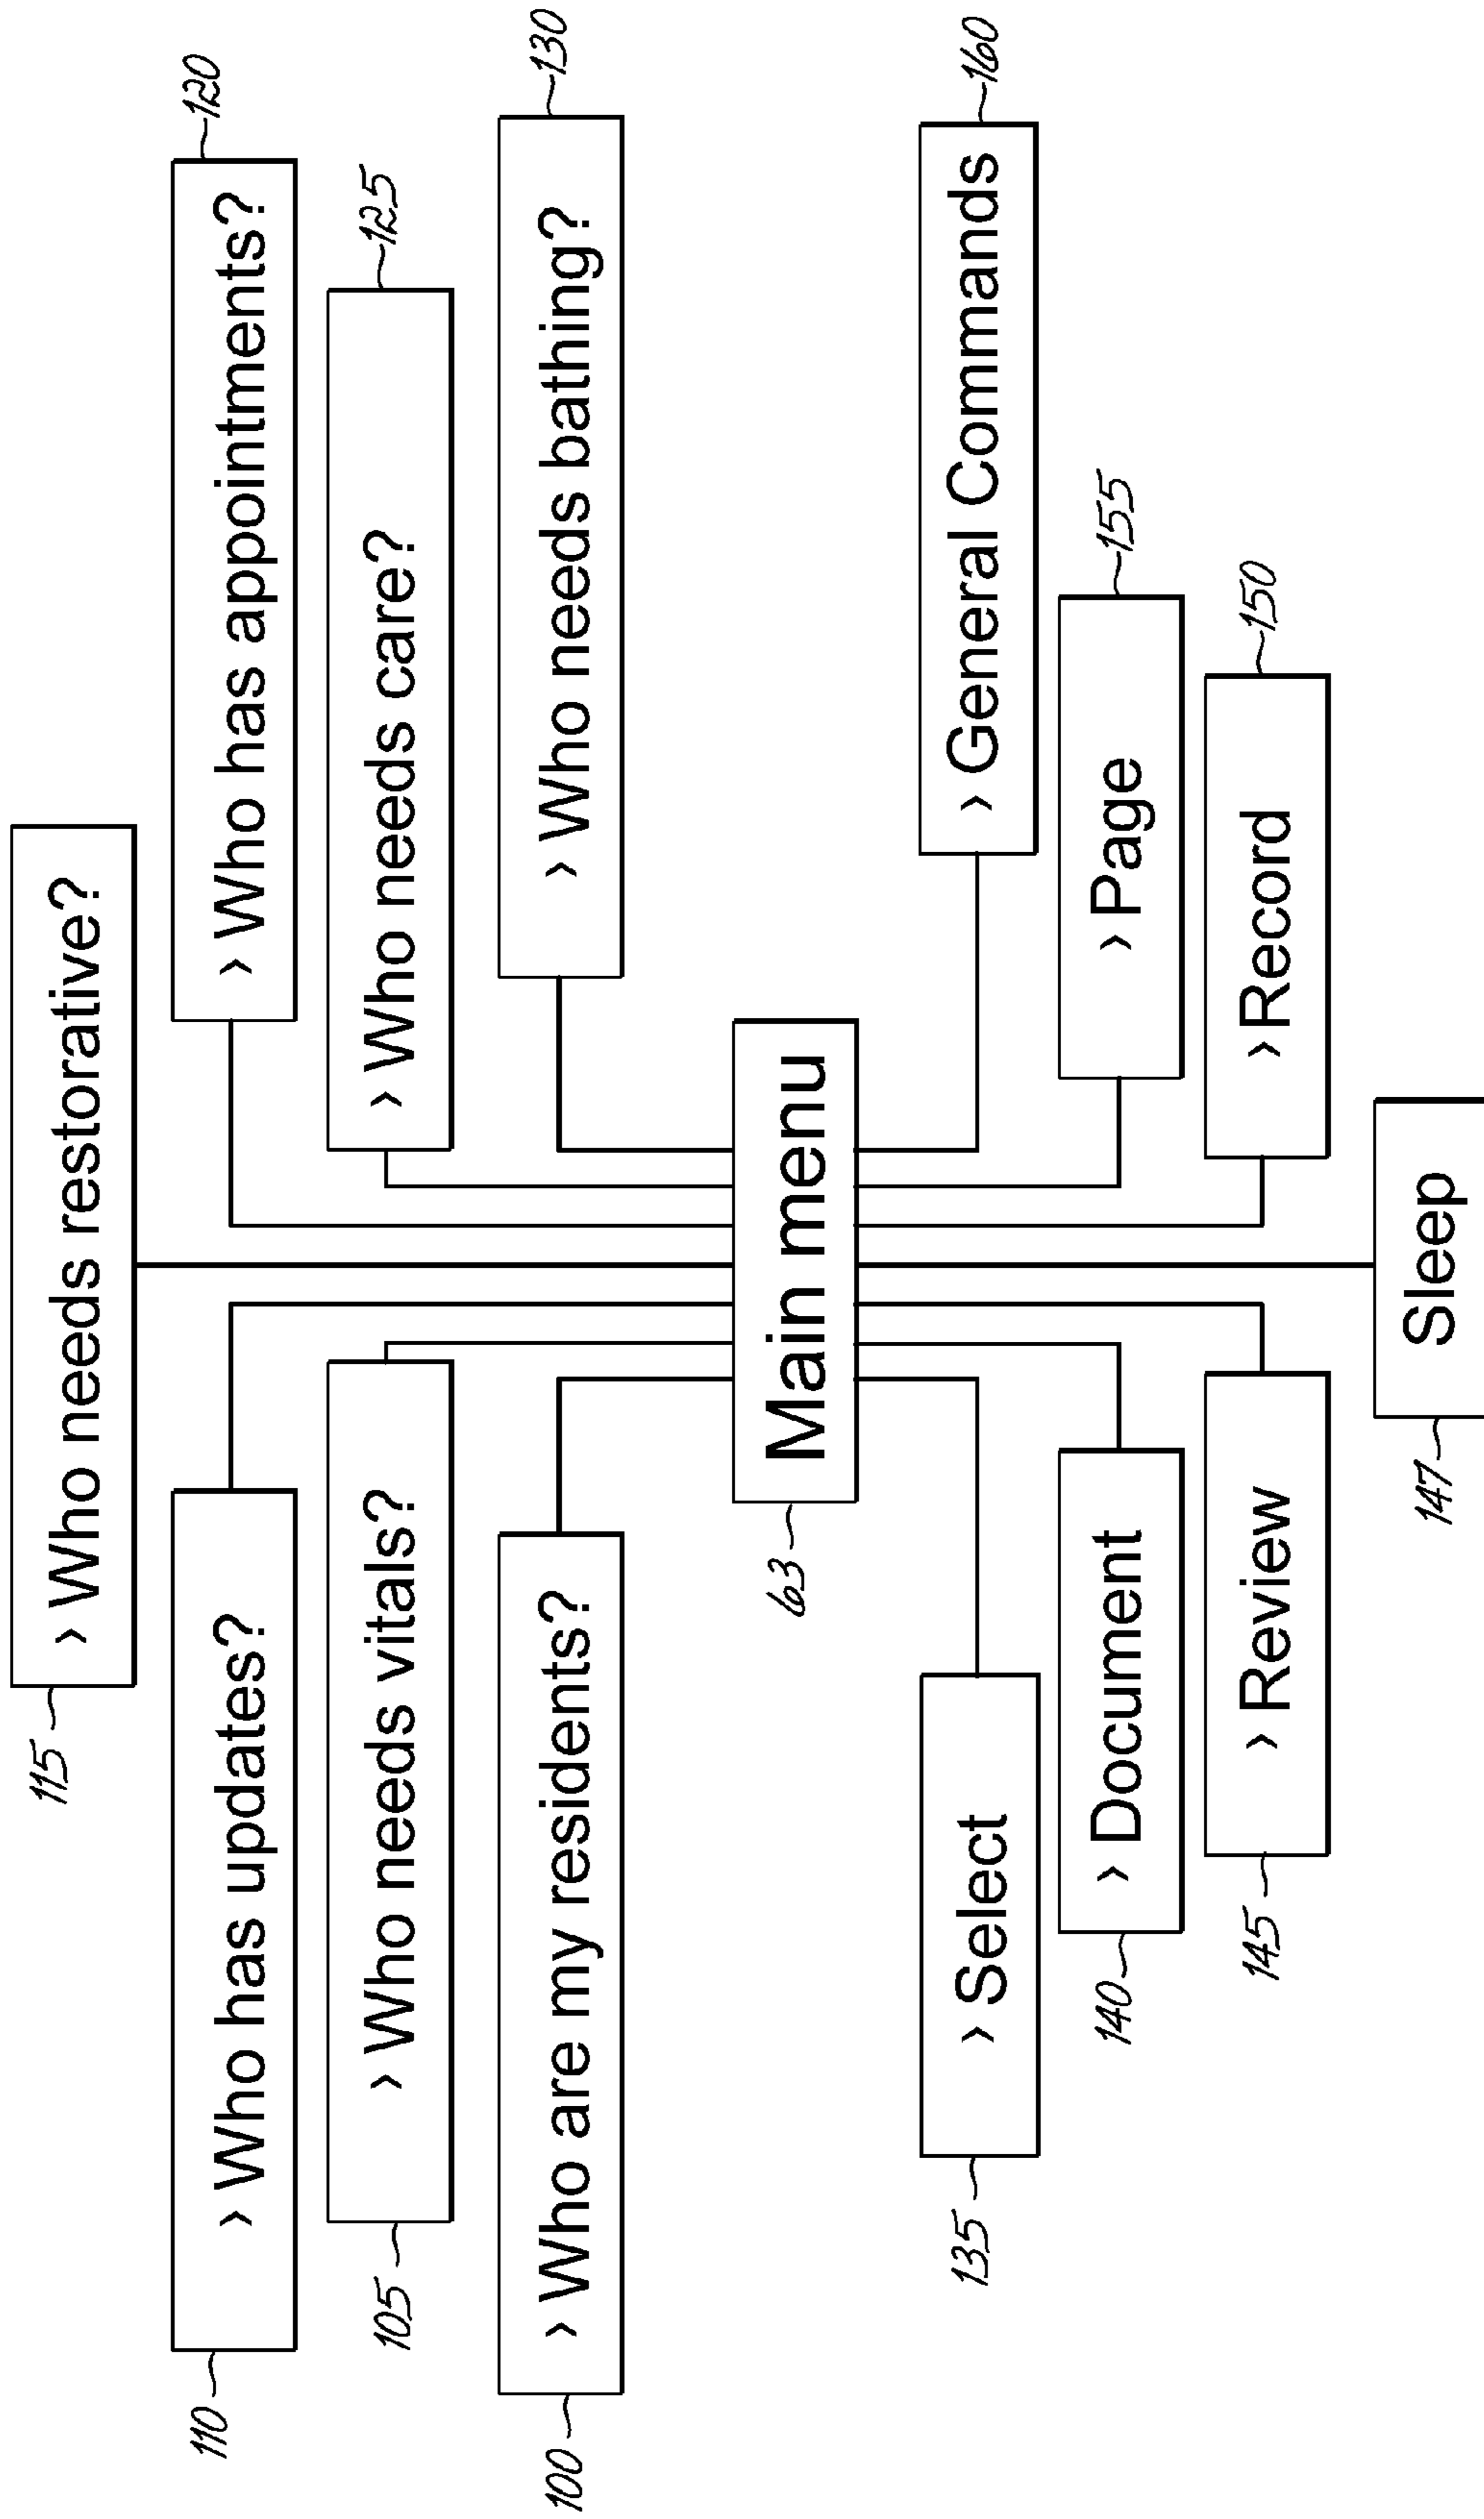 115
› Who needs restorative?
110
› Who has updates?
› Who has appointments?
120
105
› Who needs vitals?
› Who needs care?
125
100
› Who are my residents?
› Who needs bathing?
130
63
Main menu
135
› Select
› General Commands
160
140
› Document
› Page
155
145
› Review
› Record
150
147
Sleep